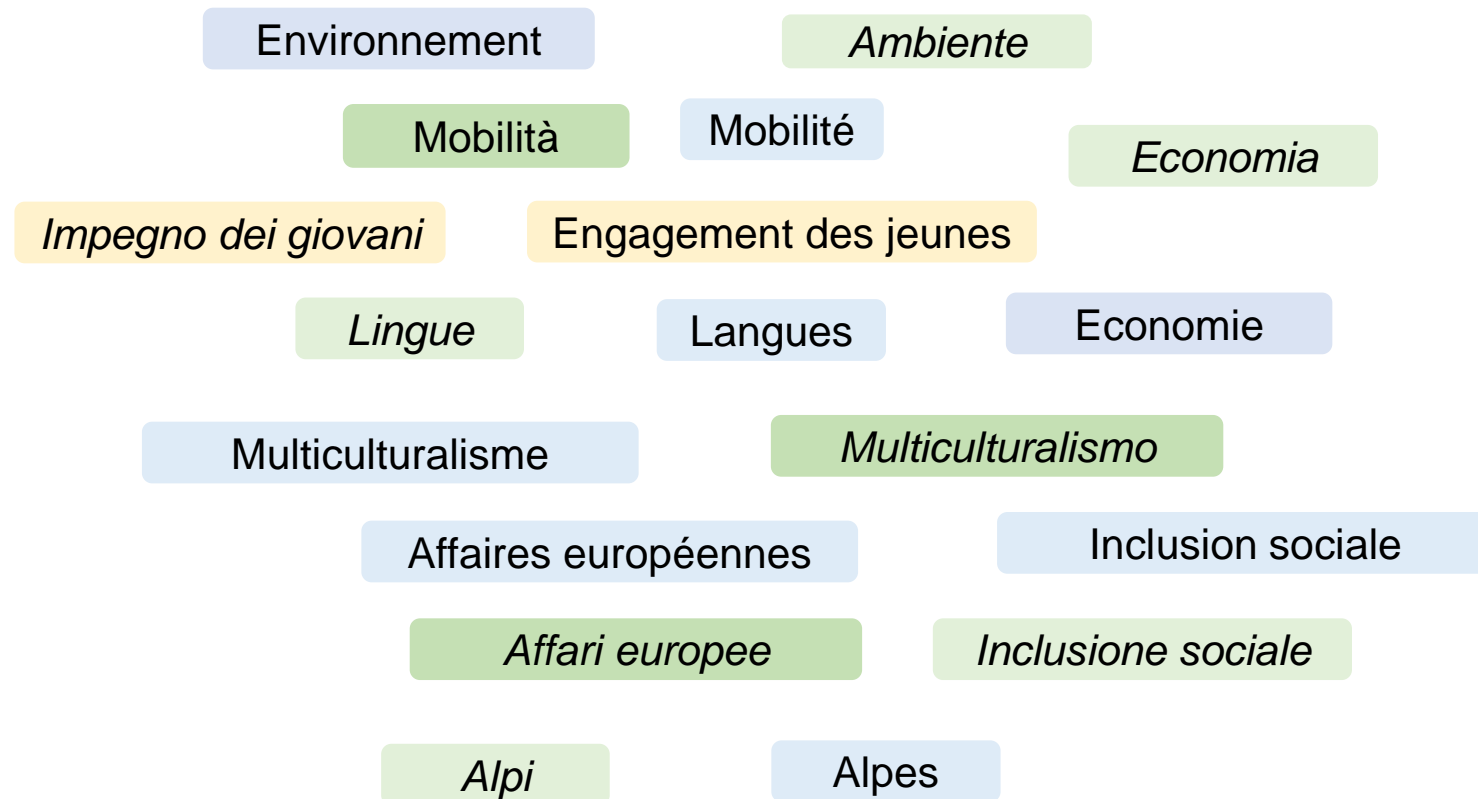 Environnement
Ambiente
Mobilità
Mobilité
Economia
Impegno dei giovani
Engagement des jeunes
Lingue
Langues
Economie
Multiculturalisme
Multiculturalismo
Affaires européennes
Inclusion sociale
Affari europee
Inclusione sociale
Alpi
Alpes